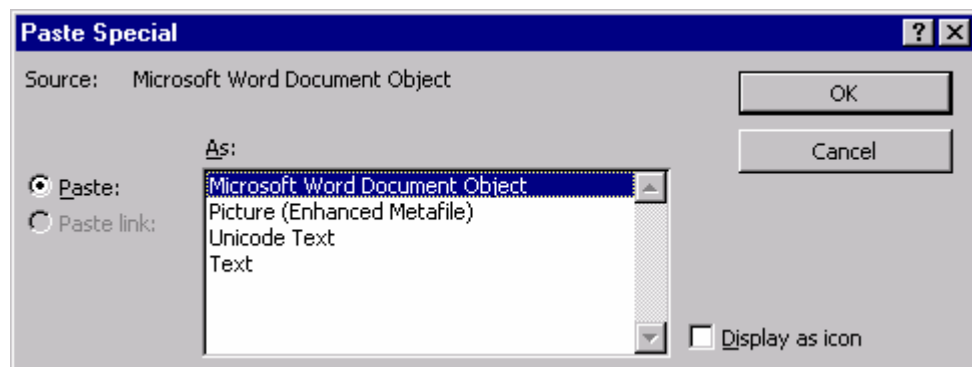 Paste Special
Source: Microsoft Word Document Object
OK
As:
Cancel
Paste:
Paste link:
Microsoft Word Document Object
Picture (Enhanced Metafile)
Unicode Text
Text
Display as icon